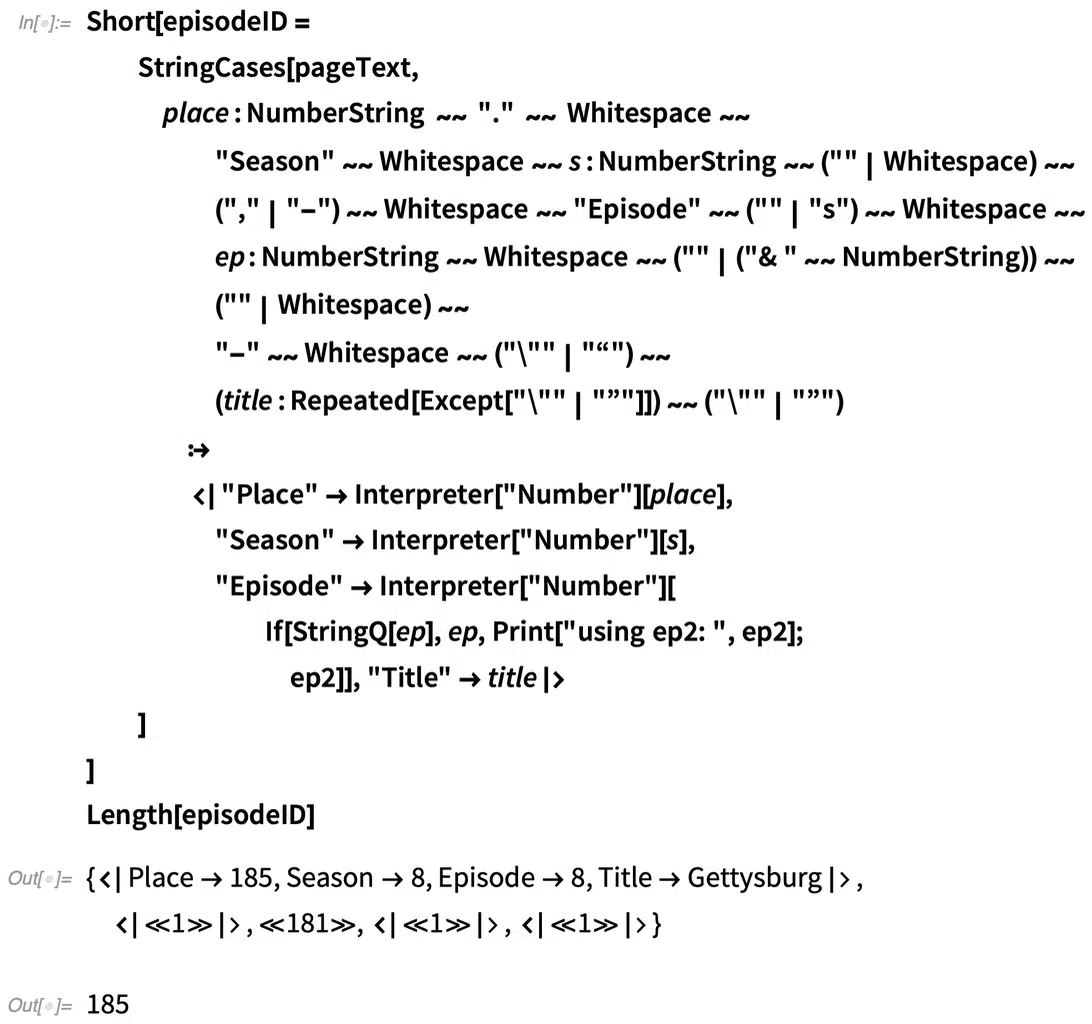 In[●]:= Short[episodeID =
StringCases[pageText,
place : NumberString ~~ "." ~~ Whitespace ~~
"Season" ~~ Whitespace ~~ s : NumberString ~~ ("" | Whitespace) ~~
("," | "–") ~~ Whitespace ~~ "Episode" ~~ ("" | "s") ~~ Whitespace ~~
ep : NumberString ~~ Whitespace ~~ ("" | ("& " ~~ NumberString)) ~~
("" | Whitespace) ~~
"–" ~~ Whitespace ~~ ("\"" | "“") ~~
(title : Repeated[Except["\"" | "”"]]) ~~ ("\"" | "”")
:→
<| "Place" → Interpreter["Number"][place],
"Season" → Interpreter["Number"][s],
"Episode" → Interpreter["Number"][
If[StringQ[ep], ep, Print["using ep2: ", ep2];
ep2]], "Title" → title |>
]
]
Length[episodeID]
Out[●]= {<| Place → 185, Season → 8, Episode → 8, Title → Gettysburg |>,
<| ≪1≫ |>, ≪181≫, <| ≪1≫ |>, <| ≪1≫ |>}
Out[●]= 185